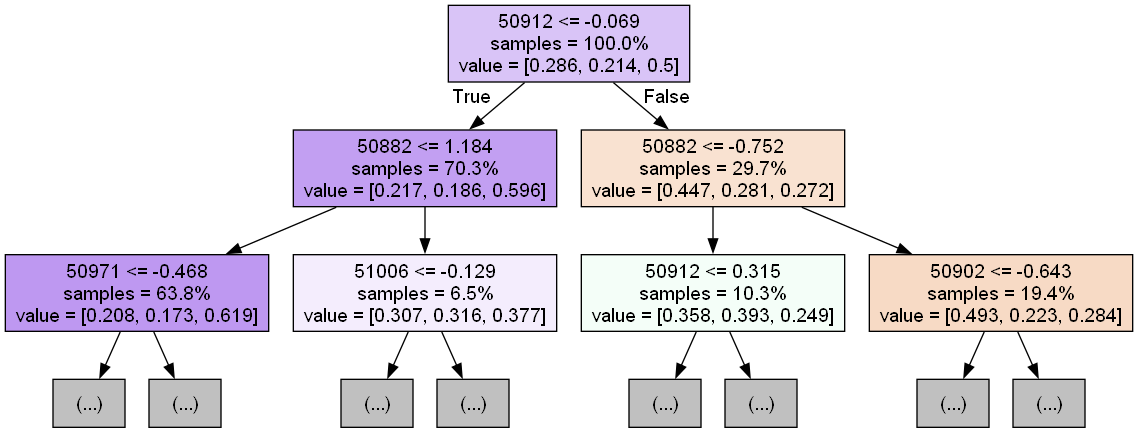 50912 <= -0.069
samples = 100.0%
value = [0.286, 0.214, 0.5]
True
False
50882 <= 1.184
samples = 70.3%
value = [0.217, 0.186, 0.596]
50882 <= -0.752
samples = 29.7%
value = [0.447, 0.281, 0.272]
50971 <= -0.468
samples = 63.8%
value = [0.208, 0.173, 0.619]
51006 <= -0.129
samples = 6.5%
value = [0.307, 0.316, 0.377]
50912 <= 0.315
samples = 10.3%
value = [0.358, 0.393, 0.249]
50902 <= -0.643
samples = 19.4%
value = [0.493, 0.223, 0.284]
(...)
(...)
(...)
(...)
(...)
(...)
(...)
(...)